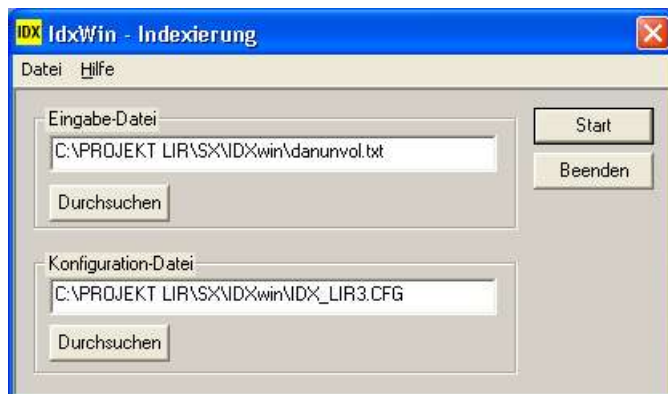 IDX IdxWin - Indexierung
Datei Hilfe
Eingabe-Datei
Start
C:\PROJEKT LIR\SX\IDXwin\danunvol.txt
Beenden
Durchsuchen
Konfiguration-Datei
C:\PROJEKT LIR\SX\IDXwin\IDX_LIR3.CFG
Durchsuchen